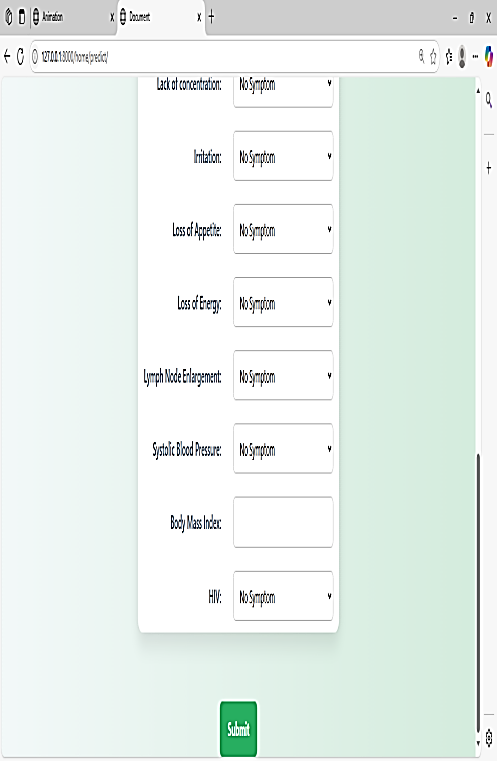 Animation x Document x +
127.0.0.1:8000/home/predict/
Lack of concentration: No Symptom
Irritation: No Symptom
Loss of Appetite: No Symptom
Loss of Energy: No Symptom
Lymph Node Enlargement: No Symptom
Systolic Blood Pressure: No Symptom
Body Mass Index:
HIV: No Symptom
Submit